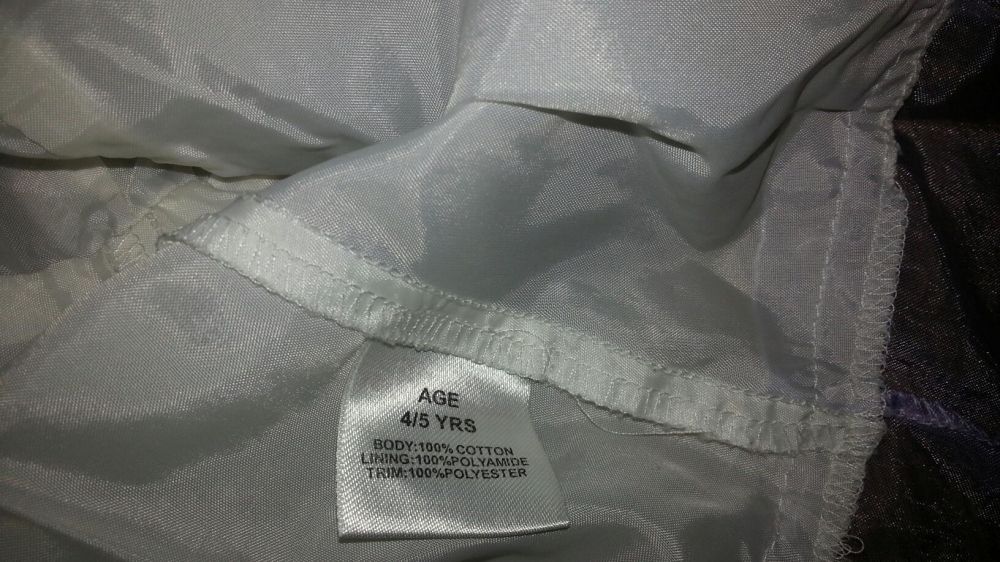 AGE
4/5 YRS
BODY:100% COTTON
LINING:100%POLYAMIDE
TRIM:100%POLYESTER